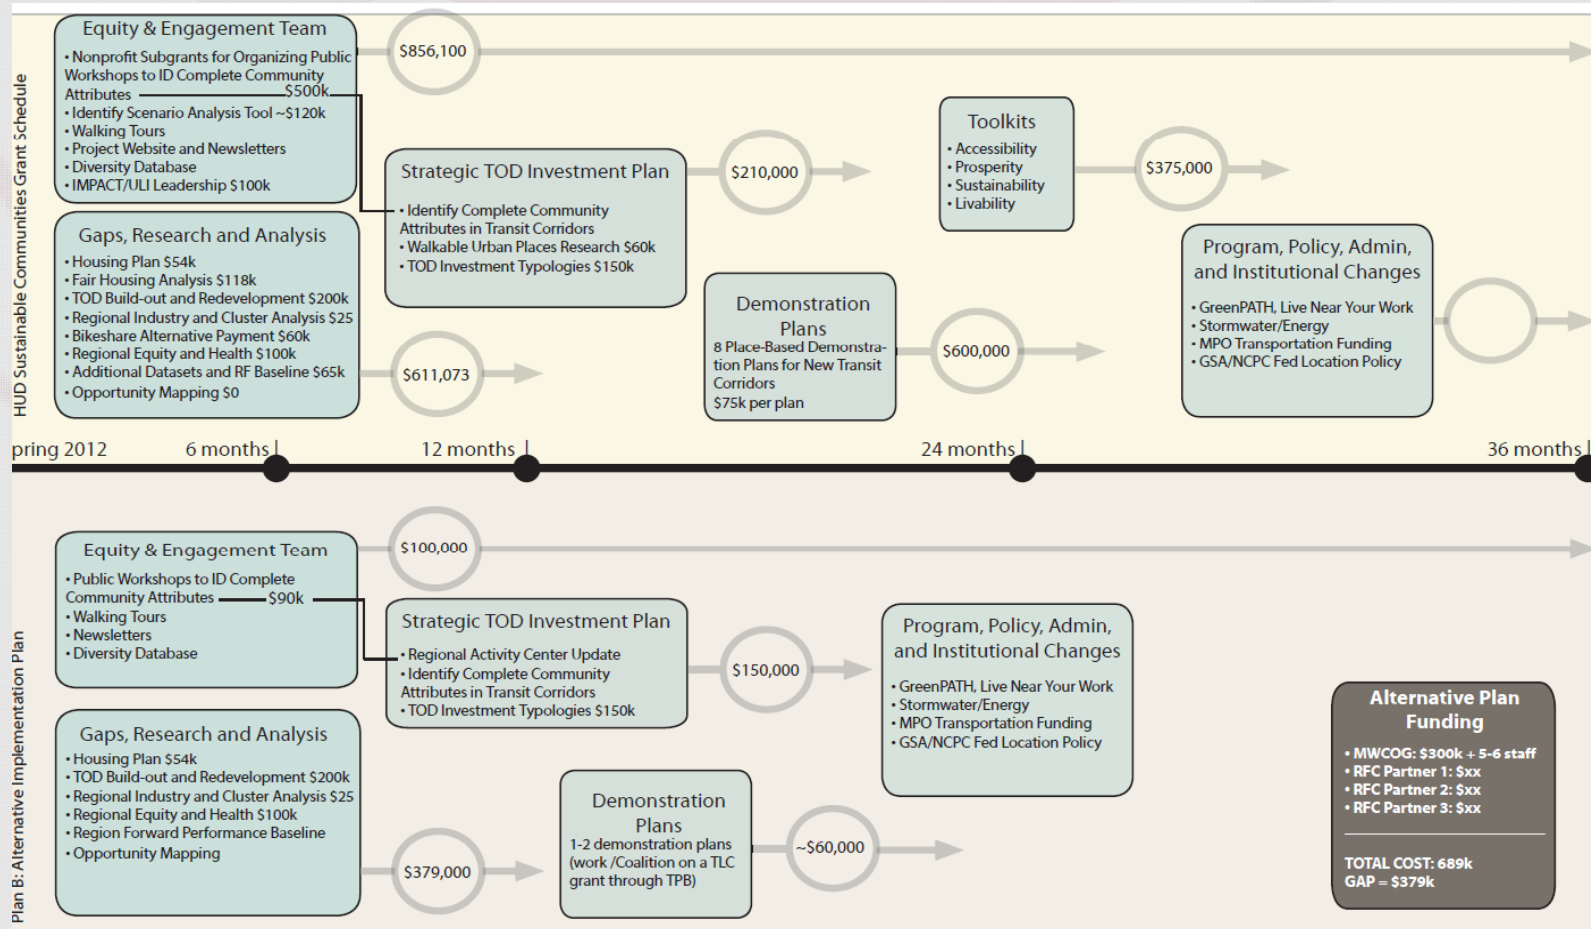 HUD Sustainable Communities Grant Schedule
Equity & Engagement Team
• Nonprofit Subgrants for Organizing Public
Workshops to ID Complete Community
Attributes $500k
• Identify Scenario Analysis Tool ~$120k
• Walking Tours
• Project Website and Newsletters
• Diversity Database
• IMPACT/ULI Leadership $100k
$856,100
Gaps, Research and Analysis
• Housing Plan $54k
• Fair Housing Analysis $118k
• TOD Build-out and Redevelopment $200k
• Regional Industry and Cluster Analysis $25
• Bikeshare Alternative Payment $60k
• Regional Equity and Health $100k
• Additional Datasets and RF Baseline $65k
• Opportunity Mapping $0
$611,073
Strategic TOD Investment Plan
• Identify Complete Community
Attributes in Transit Corridors
• Walkable Urban Places Research $60k
• TOD Investment Typologies $150k
$210,000
Demonstration
Plans
8 Place-Based Demonstra-
tion Plans for New Transit
Corridors
$75k per plan
$600,000
Toolkits
• Accessibility
• Prosperity
• Sustainability
• Livability
$375,000
Program, Policy, Admin,
and Institutional Changes
• GreenPATH, Live Near Your Work
• Stormwater/Energy
• MPO Transportation Funding
• GSA/NCPC Fed Location Policy
pring 2012
6 months
12 months
24 months
36 months
Plan B: Alternative Implementation Plan
Equity & Engagement Team
• Public Workshops to ID Complete
Community Attributes $90k
• Walking Tours
• Newsletters
• Diversity Database
$100,000
Gaps, Research and Analysis
• Housing Plan $54k
• TOD Build-out and Redevelopment $200k
• Regional Industry and Cluster Analysis $25
• Regional Equity and Health $100k
• Region Forward Performance Baseline
• Opportunity Mapping
$379,000
Strategic TOD Investment Plan
• Regional Activity Center Update
• Identify Complete Community
Attributes in Transit Corridors
• TOD Investment Typologies $150k
$150,000
Demonstration
Plans
1-2 demonstration plans
(work /Coalition on a TLC
grant through TPB)
~$60,000
Program, Policy, Admin,
and Institutional Changes
• GreenPATH, Live Near Your Work
• Stormwater/Energy
• MPO Transportation Funding
• GSA/NCPC Fed Location Policy
Alternative Plan
Funding
• MWCOG: $300k + 5-6 staff
• RFC Partner 1: $xx
• RFC Partner 2: $xx
• RFC Partner 3: $xx
TOTAL COST: 689k
GAP = $379k